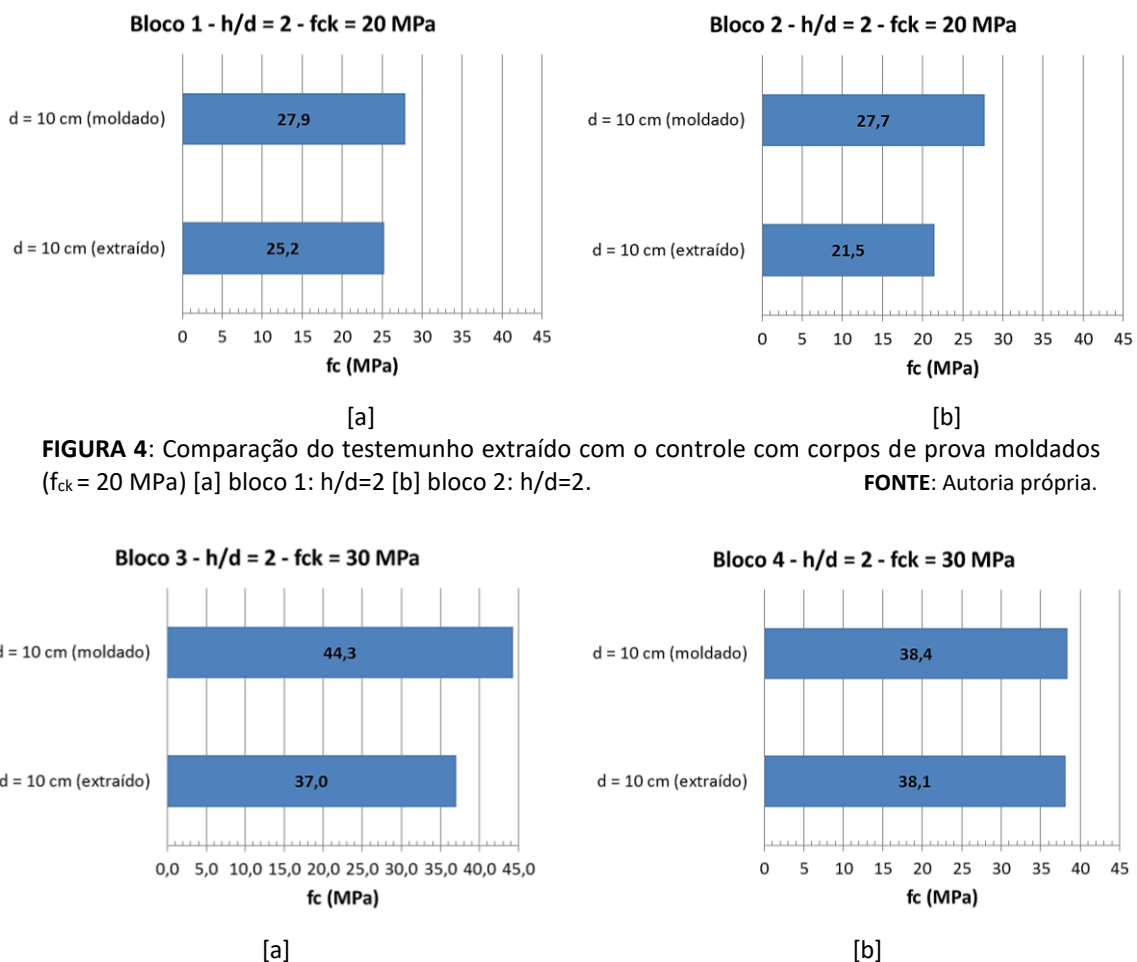 Bloco 1 - h/d = 2 - fck = 20 MPa
d = 10 cm (moldado)
27,9
d = 10 cm (extraído)
25,2
0 5 10 15 20 25 30 35 40 45
fc (MPa)
[a]
Bloco 2 - h/d = 2 - fck = 20 MPa
d = 10 cm (moldado)
27,7
d = 10 cm (extraído)
21,5
0 5 10 15 20 25 30 35 40 45
fc (MPa)
[b]
FIGURA 4: Comparação do testemunho extraído com o controle com corpos de prova moldados
(fck = 20 MPa) [a] bloco 1: h/d=2 [b] bloco 2: h/d=2. FONTE: Autoria própria.
Bloco 3 - h/d = 2 - fck = 30 MPa
d = 10 cm (moldado)
44,3
d = 10 cm (extraído)
37,0
0,0 5,0 10,0 15,0 20,0 25,0 30,0 35,0 40,0 45,0
fc (MPa)
[a]
Bloco 4 - h/d = 2 - fck = 30 MPa
d = 10 cm (moldado)
38,4
d = 10 cm (extraído)
38,1
0 5 10 15 20 25 30 35 40 45
fc (MPa)
[b]